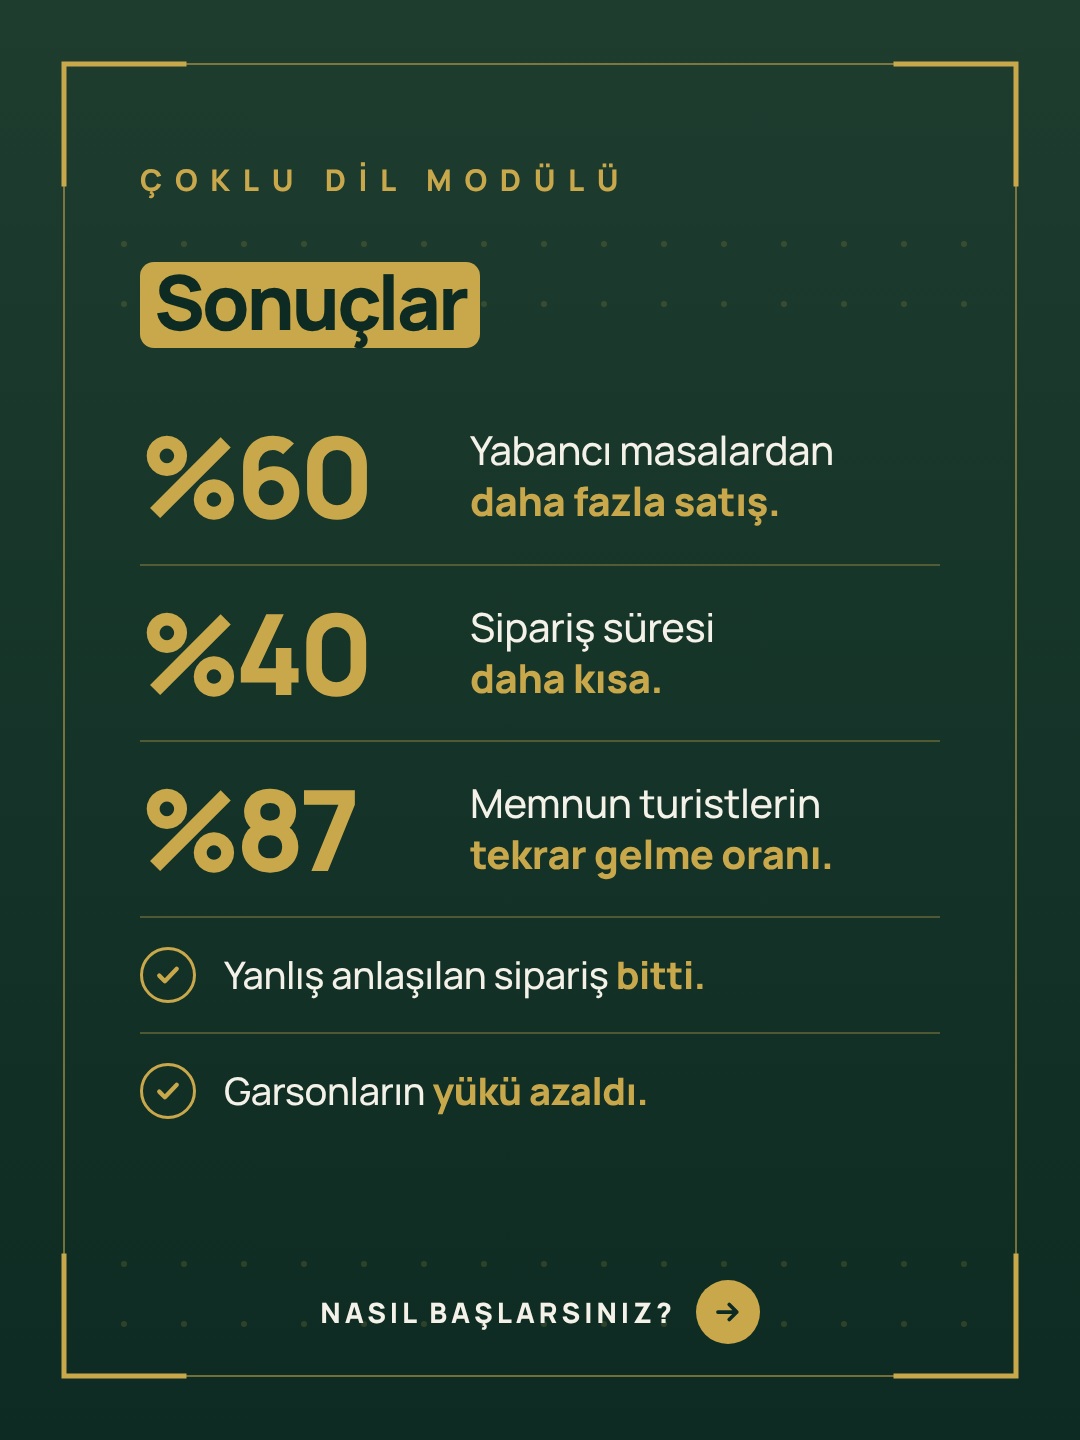 ÇOKLU DİL MODÜLÜ
Sonuçlar
%60
Yabancı masalardan
daha fazla satış.
%40
Sipariş süresi
daha kısa.
%87
Memnun turistlerin
tekrar gelme oranı.
Yanlış anlaşılan sipariş bitti.
Garsonların yükü azaldı.
NASIL BAŞLARSINIZ?